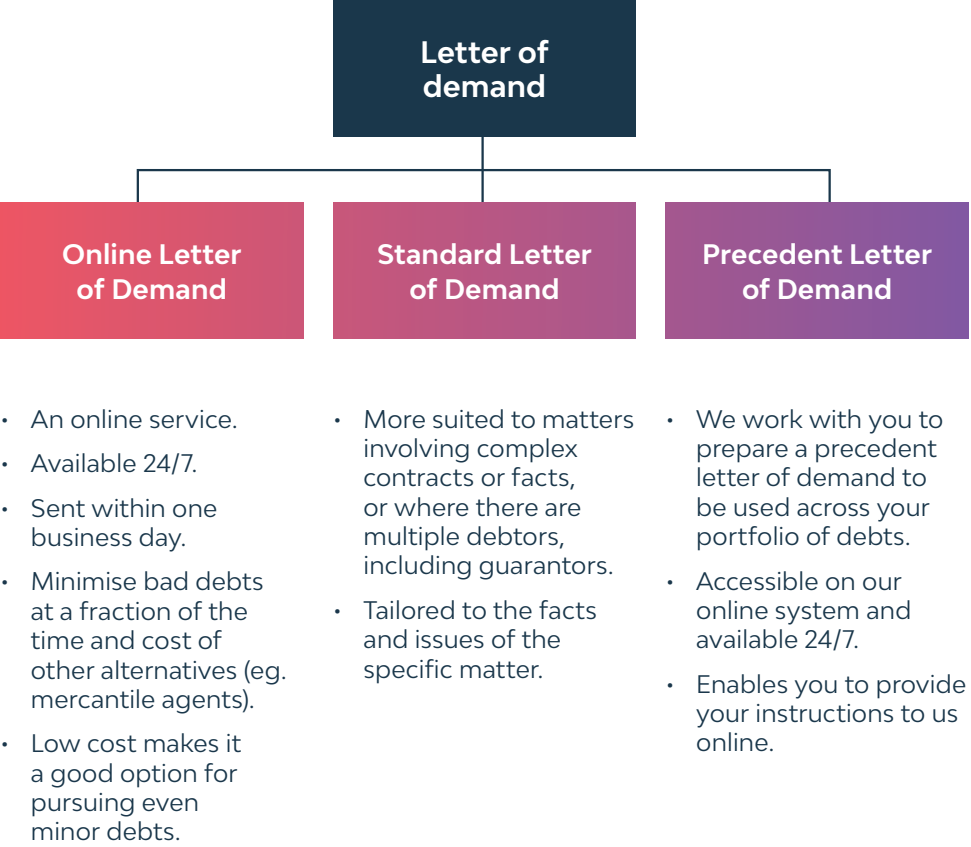 Letter of
demand
Online Letter
of Demand
Standard Letter
of Demand
Precedent Letter
of Demand
• An online service.
• Available 24/7.
• Sent within one
business day.
• Minimise bad debts
at a fraction of the
time and cost of
other alternatives (eg.
mercantile agents).
• Low cost makes it
a good option for
pursuing even
minor debts.
• More suited to matters
involving complex
contracts or facts,
or where there are
multiple debtors,
including guarantors.
• Tailored to the facts
and issues of the
specific matter.
• We work with you to
prepare a precedent
letter of demand to
be used across your
portfolio of debts.
• Accessible on our
online system and
available 24/7.
• Enables you to provide
your instructions to us
online.